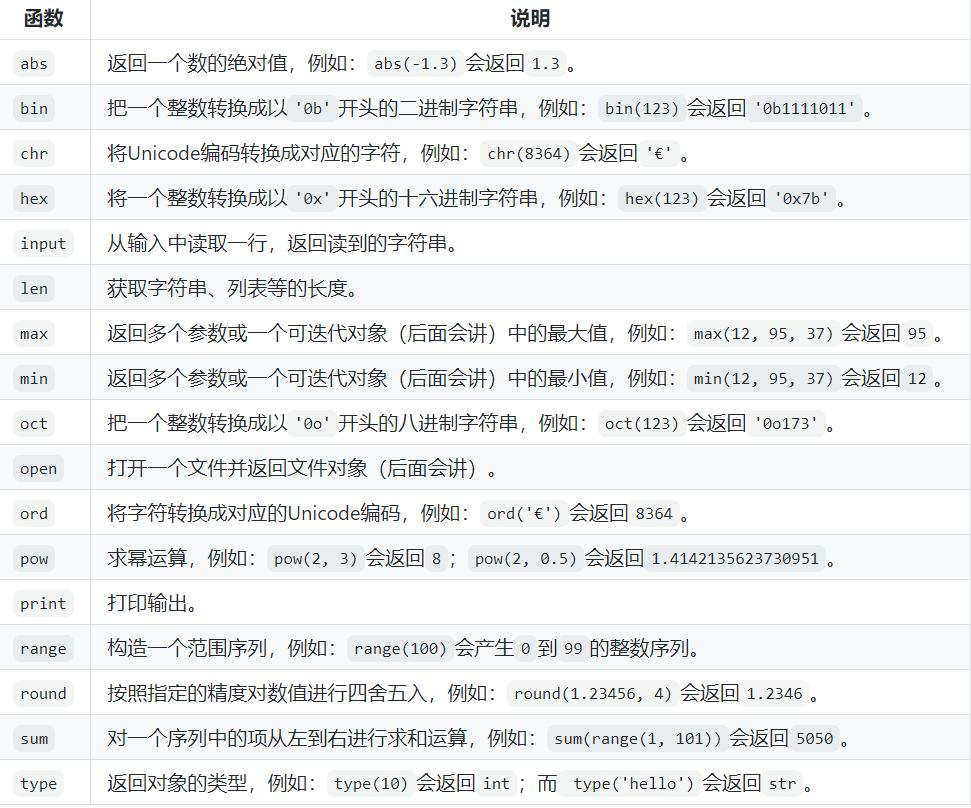 函数 说明
abs 返回一个数的绝对值，例如： abs(-1.3) 会返回 1.3 。
bin 把一个整数转换成以 '0b' 开头的二进制字符串，例如： bin(123) 会返回 '0b1111011' 。
chr 将Unicode编码转换成对应的字符，例如： chr(8364) 会返回 '€' 。
hex 将一个整数转换成以 '0x' 开头的十六进制字符串，例如： hex(123) 会返回 '0x7b' 。
input 从输入中读取一行，返回读到的字符串。
len 获取字符串、列表等的长度。
max 返回多个参数或一个可迭代对象（后面会讲）中的最大值，例如： max(12, 95, 37) 会返回 95 。
min 返回多个参数或一个可迭代对象（后面会讲）中的最小值，例如： min(12, 95, 37) 会返回 12 。
oct 把一个整数转换成以 '0o' 开头的八进制字符串，例如： oct(123) 会返回 '0o173' 。
open 打开一个文件并返回文件对象（后面会讲）。
ord 将字符转换成对应的Unicode编码，例如： ord('€') 会返回 8364 。
pow 求幂运算，例如： pow(2, 3) 会返回 8 ； pow(2, 0.5) 会返回 1.4142135623730951 。
print 打印输出。
range 构造一个范围序列，例如： range(100) 会产生 0 到 99 的整数序列。
round 按照指定的精度对数值进行四舍五入，例如： round(1.23456, 4) 会返回 1.2346 。
sum 对一个序列中的项从左到右进行求和运算，例如： sum(range(1, 101)) 会返回 5050 。
type 返回对象的类型，例如： type(10) 会返回 int ；而 type('hello') 会返回 str 。